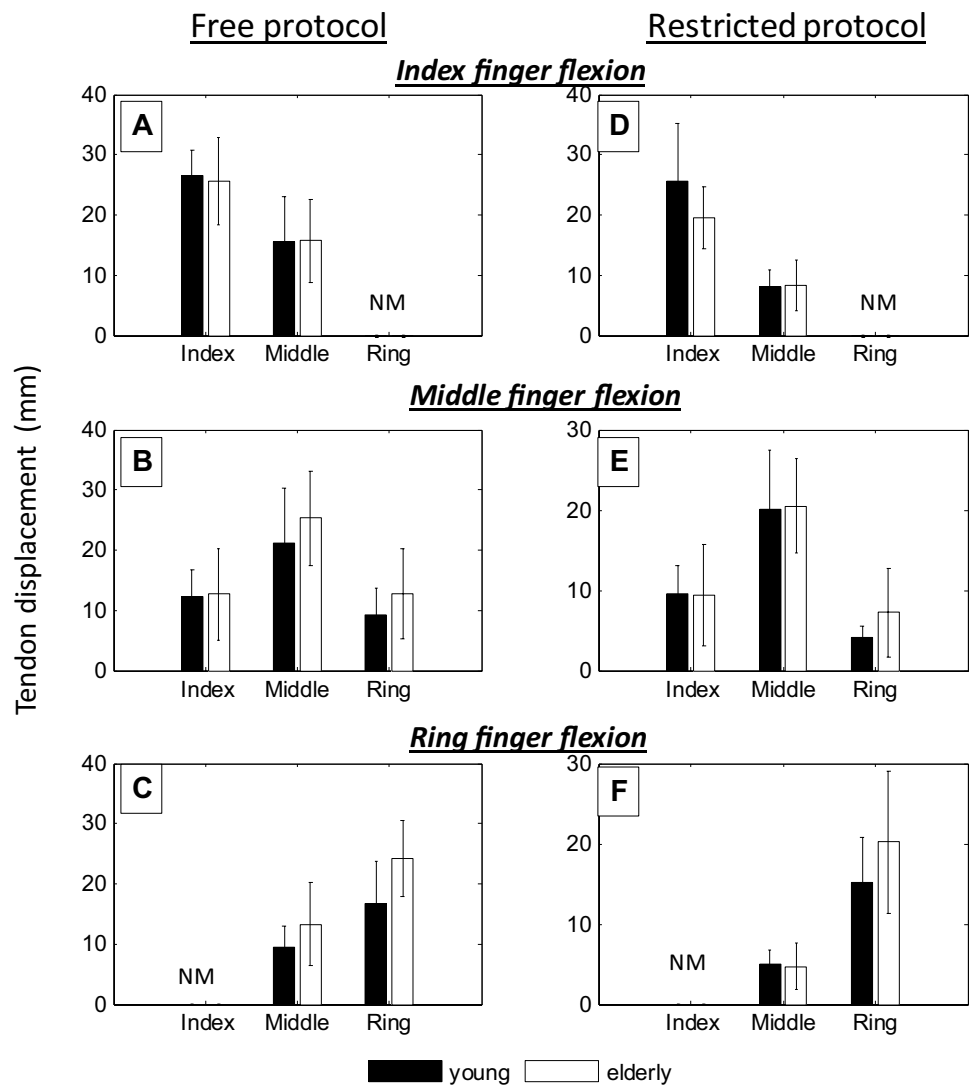 Free protocol Restricted protocol
Index finger flexion
40 40
A D
30 30
20 20
10 10
NM NM
0 0
Index Middle Ring Index Middle Ring
Middle finger flexion
40 30
B E
30
20
20
10
10
0 0
Index Middle Ring Index Middle Ring
Tendon displacement (mm)
Ring finger flexion
40 30
C F
30
20
20
10
10
NM NM
0 0
Index Middle Ring Index Middle Ring
young elderly